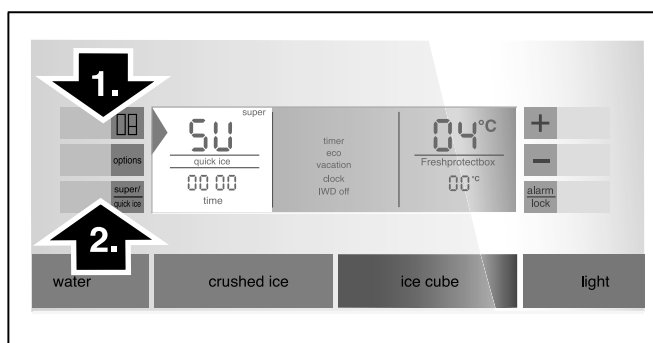 1.
super
SU
04°C
+
timer
options
quick ice
eco
Freshprotectbox
−
vacation
super/
quick ice
00 00
clock
00°C
alarm
lock
time
IWD off
2.
water
crushed ice
ice cube
light